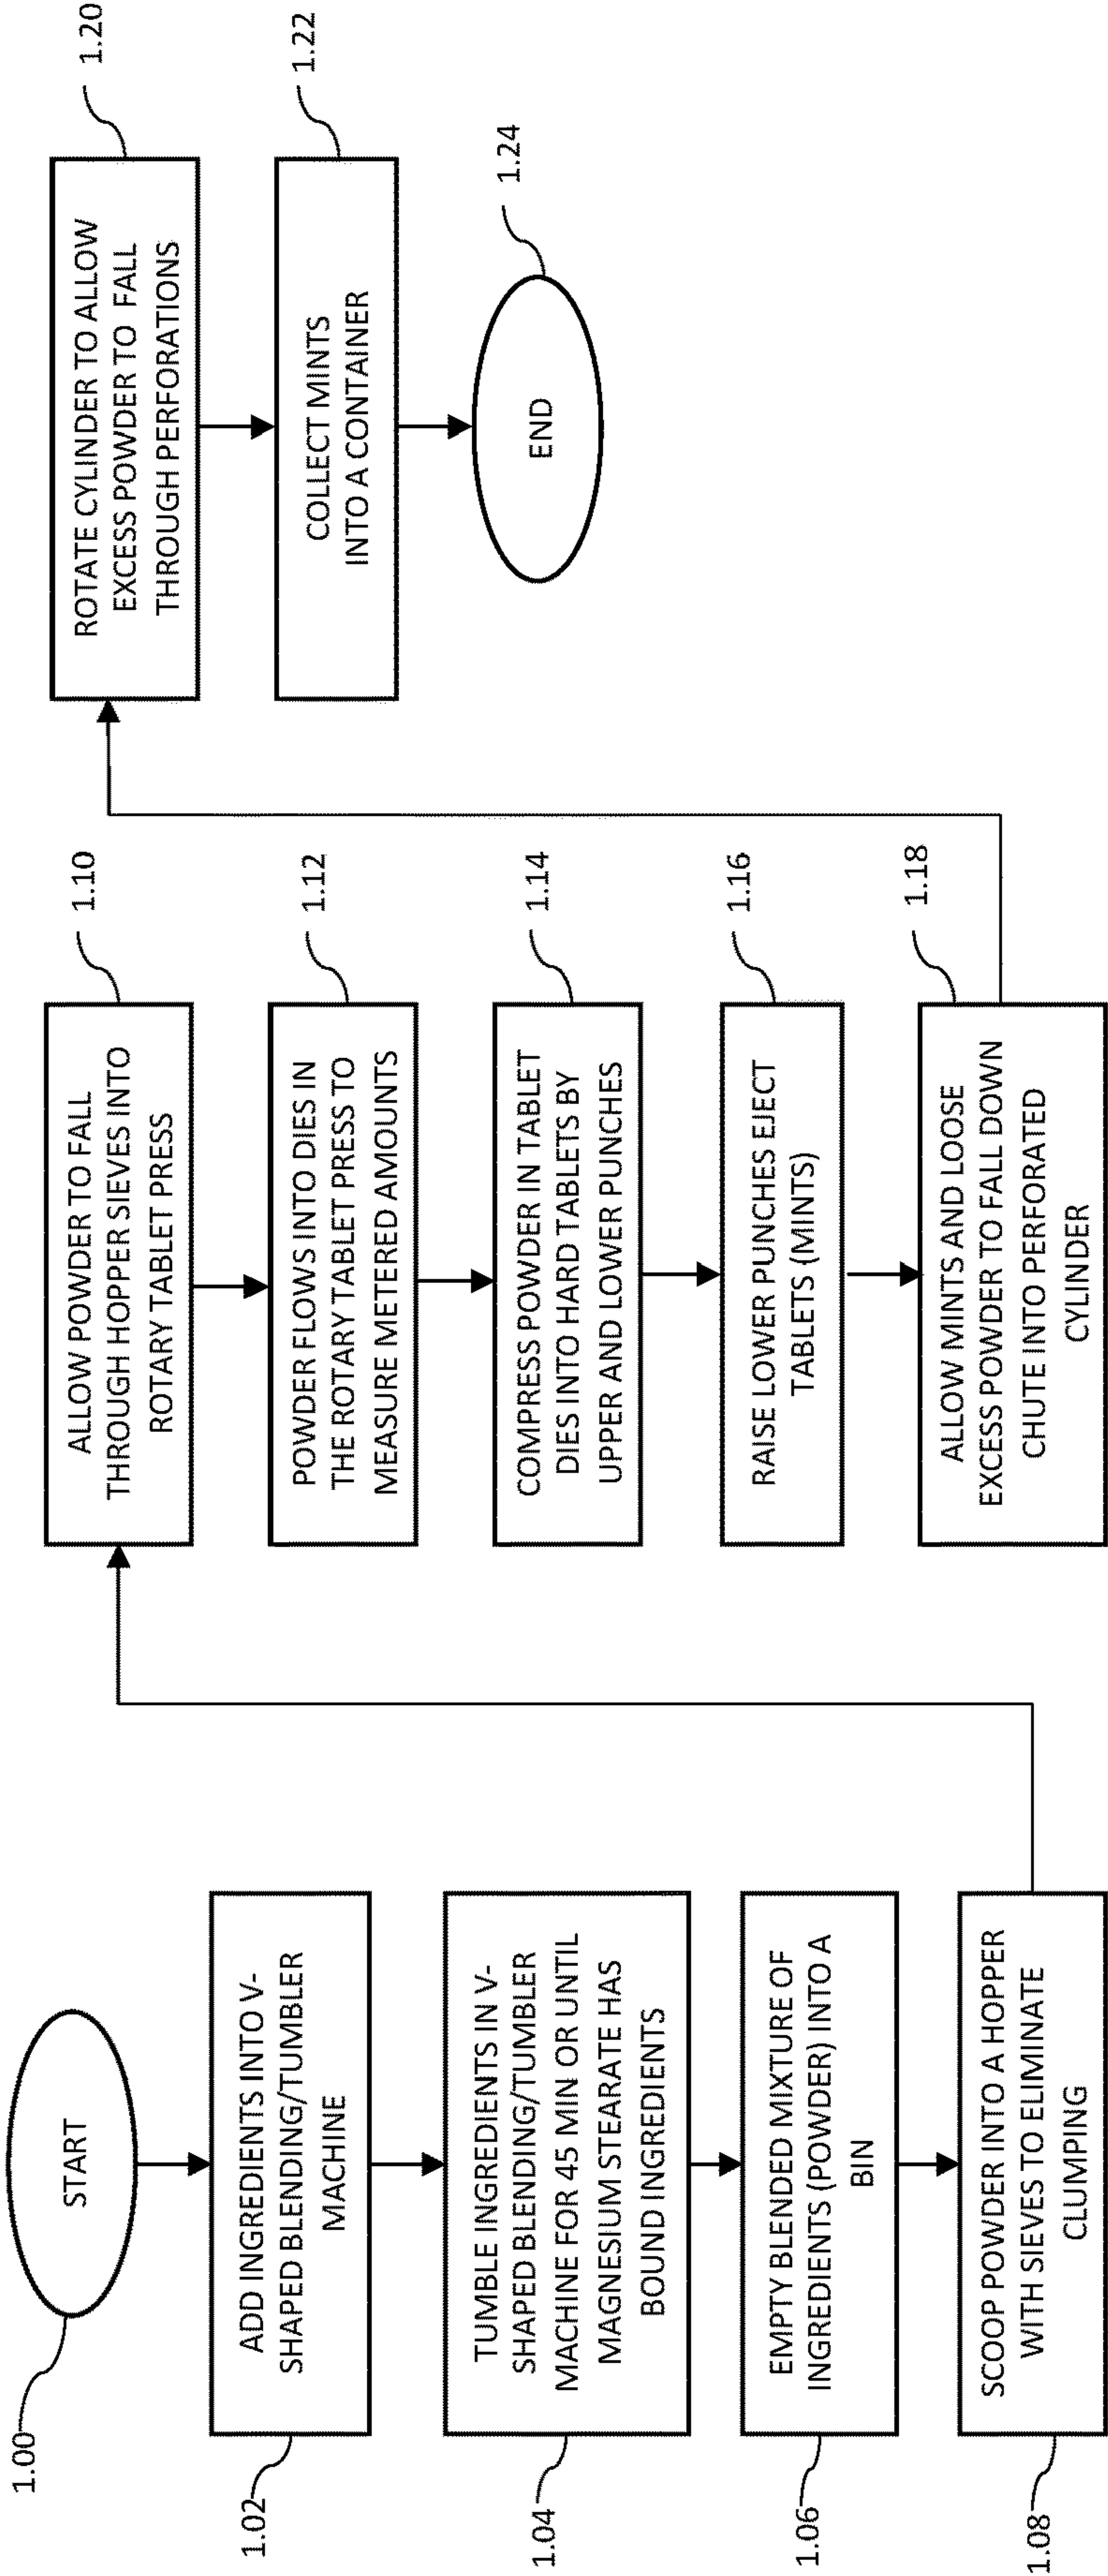 1.00
START
1.02
ADD INGREDIENTS INTO V-
SHAPED BLENDING/TUMBLER
MACHINE
1.04
TUMBLE INGREDIENTS IN V-
SHAPED BLENDING/TUMBLER
MACHINE FOR 45 MIN OR UNTIL
MAGNESIUM STEARATE HAS
BOUND INGREDIENTS
1.06
EMPTY BLENDED MIXTURE OF
INGREDIENTS (POWDER) INTO A
BIN
1.08
SCOOP POWDER INTO A HOPPER
WITH SIEVES TO ELIMINATE
CLUMPING
1.10
ALLOW POWDER TO FALL
THROUGH HOPPER SIEVES INTO
ROTARY TABLET PRESS
1.12
POWDER FLOWS INTO DIES IN
THE ROTARY TABLET PRESS TO
MEASURE METERED AMOUNTS
1.14
COMPRESS POWDER IN TABLET
DIES INTO HARD TABLETS BY
UPPER AND LOWER PUNCHES
1.16
RAISE LOWER PUNCHES EJECT
TABLETS (MINTS)
1.18
ALLOW MINTS AND LOOSE
EXCESS POWDER TO FALL DOWN
CHUTE INTO PERFORATED
CYLINDER
1.20
ROTATE CYLINDER TO ALLOW
EXCESS POWDER TO FALL
THROUGH PERFORATIONS
1.22
COLLECT MINTS
INTO A CONTAINER
1.24
END